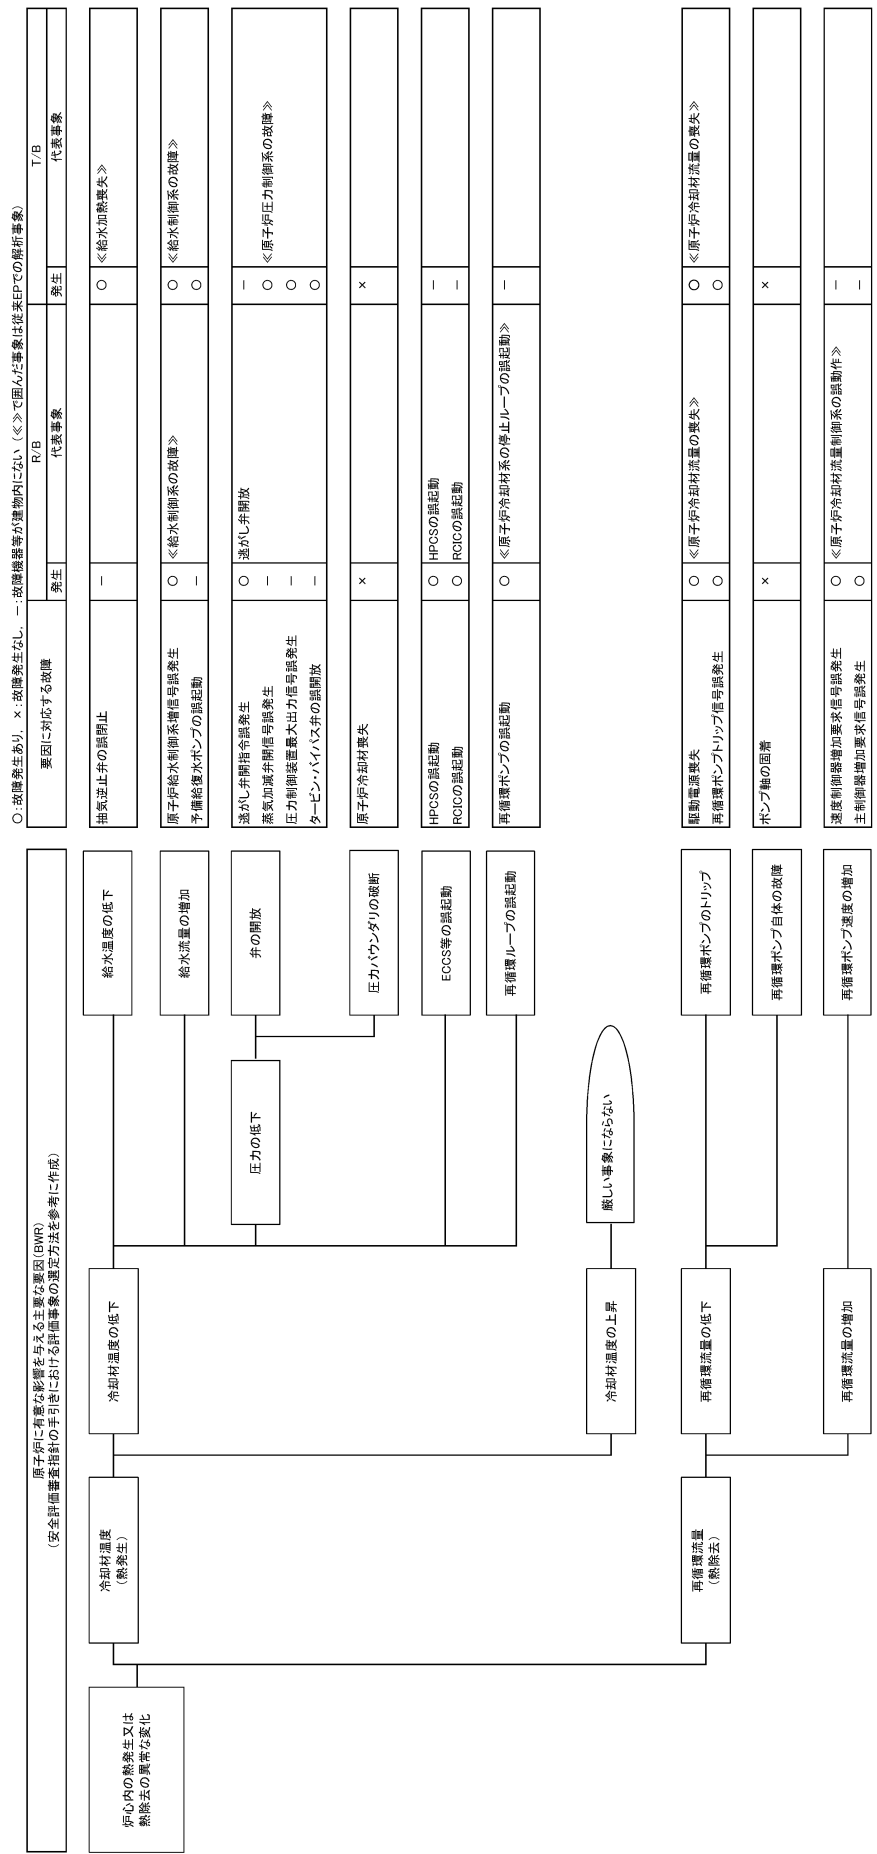 ○：故障発生あり， ×：故障発生なし， －：故障機器等が建物内にない（≪≫で囲んだ事象は従来EPでの解析事象）
原子炉に有意な影響を与える主要な要因(BWR)
（安全評価審査指針の手引きにおける評価事象の選定方法を参考に作成）
要因に対応する故障
R/B
T/B
発生
代表事象
発生
代表事象
炉心内の熱発生又は
熱除去の異常な変化
冷却材温度
（熱発生）
冷却材温度の低下
給水温度の低下
抽気逆止弁の誤閉止
－
○
≪給水加熱喪失≫
給水流量の増加
原子炉給水制御系増信号誤発生
○
≪給水制御系の故障≫
○
≪給水制御系の故障≫
予備給復水ポンプの誤起動
－
○
圧力の低下
弁の開放
逃がし弁開指令誤発生
○
逃がし弁開放
－
蒸気加減弁開信号誤発生
－
○
≪原子炉圧力制御系の故障≫
圧力制御装置最大出力信号誤発生
－
○
タービン・バイパス弁の誤開放
－
○
圧力バウンダリの破断
原子炉冷却材喪失
×
×
ECCS等の誤起動
HPCSの誤起動
○
HPCSの誤起動
－
RCICの誤起動
○
RCICの誤起動
－
再循環ループの誤起動
再循環ポンプの誤起動
○
≪原子炉冷却材系の停止ループの誤起動≫
－
冷却材温度の上昇
厳しい事象にならない
再循環流量
（熱除去）
再循環流量の低下
再循環ポンプのトリップ
駆動電源喪失
○
≪原子炉冷却材流量の喪失≫
○
≪原子炉冷却材流量の喪失≫
再循環ポンプトリップ信号誤発生
○
○
再循環ポンプ自体の故障
ポンプ軸の固着
×
×
再循環流量の増加
再循環ポンプ速度の増加
速度制御器増加要求信号誤発生
○
≪原子炉冷却材流量制御系の誤動作≫
－
主制御器増加要求信号誤発生
○
－